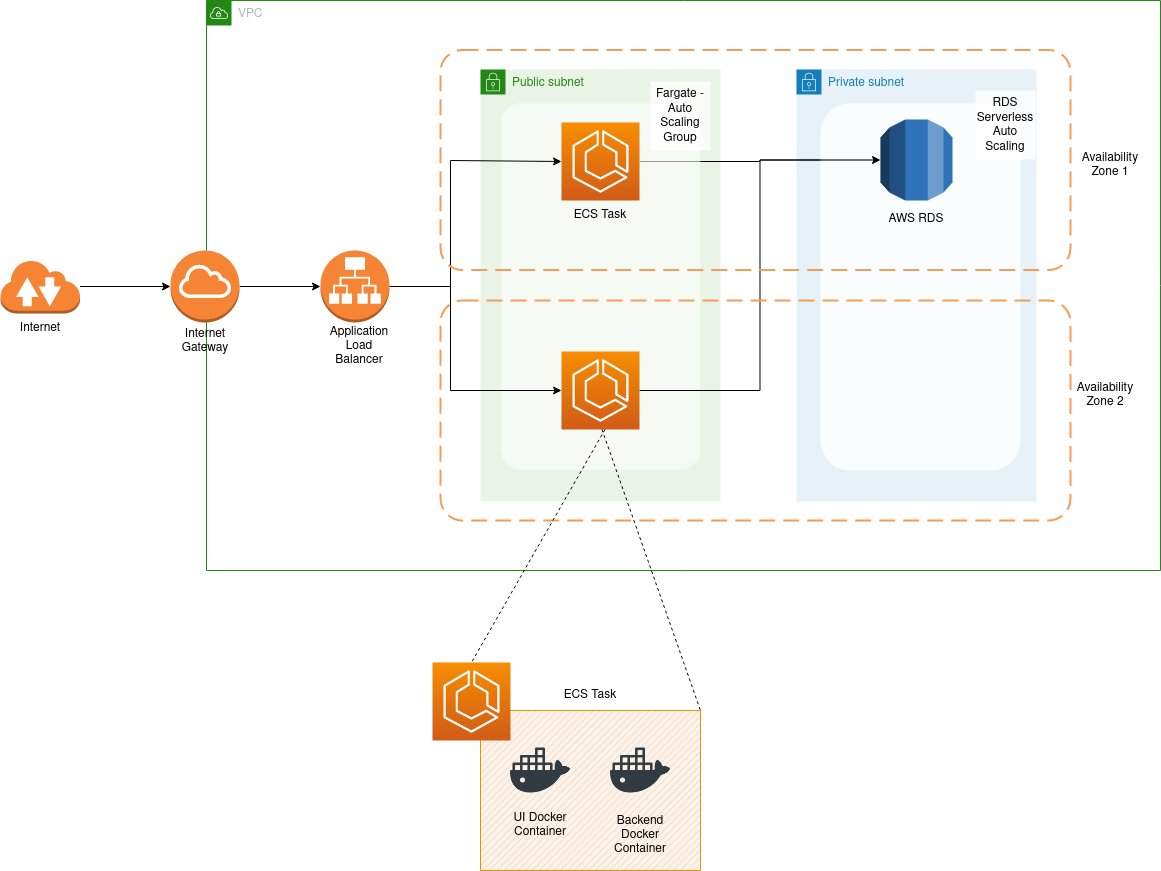 VPC
Public subnet
Fargate -
Auto
Scaling
Group
ECS Task
Private subnet
RDS
Serverless
Auto
Scaling
AWS RDS
Availability
Zone 1
Internet
Internet
Gateway
Application
Load
Balancer
Availability
Zone 2
ECS Task
UI Docker
Container
Backend
Docker
Container